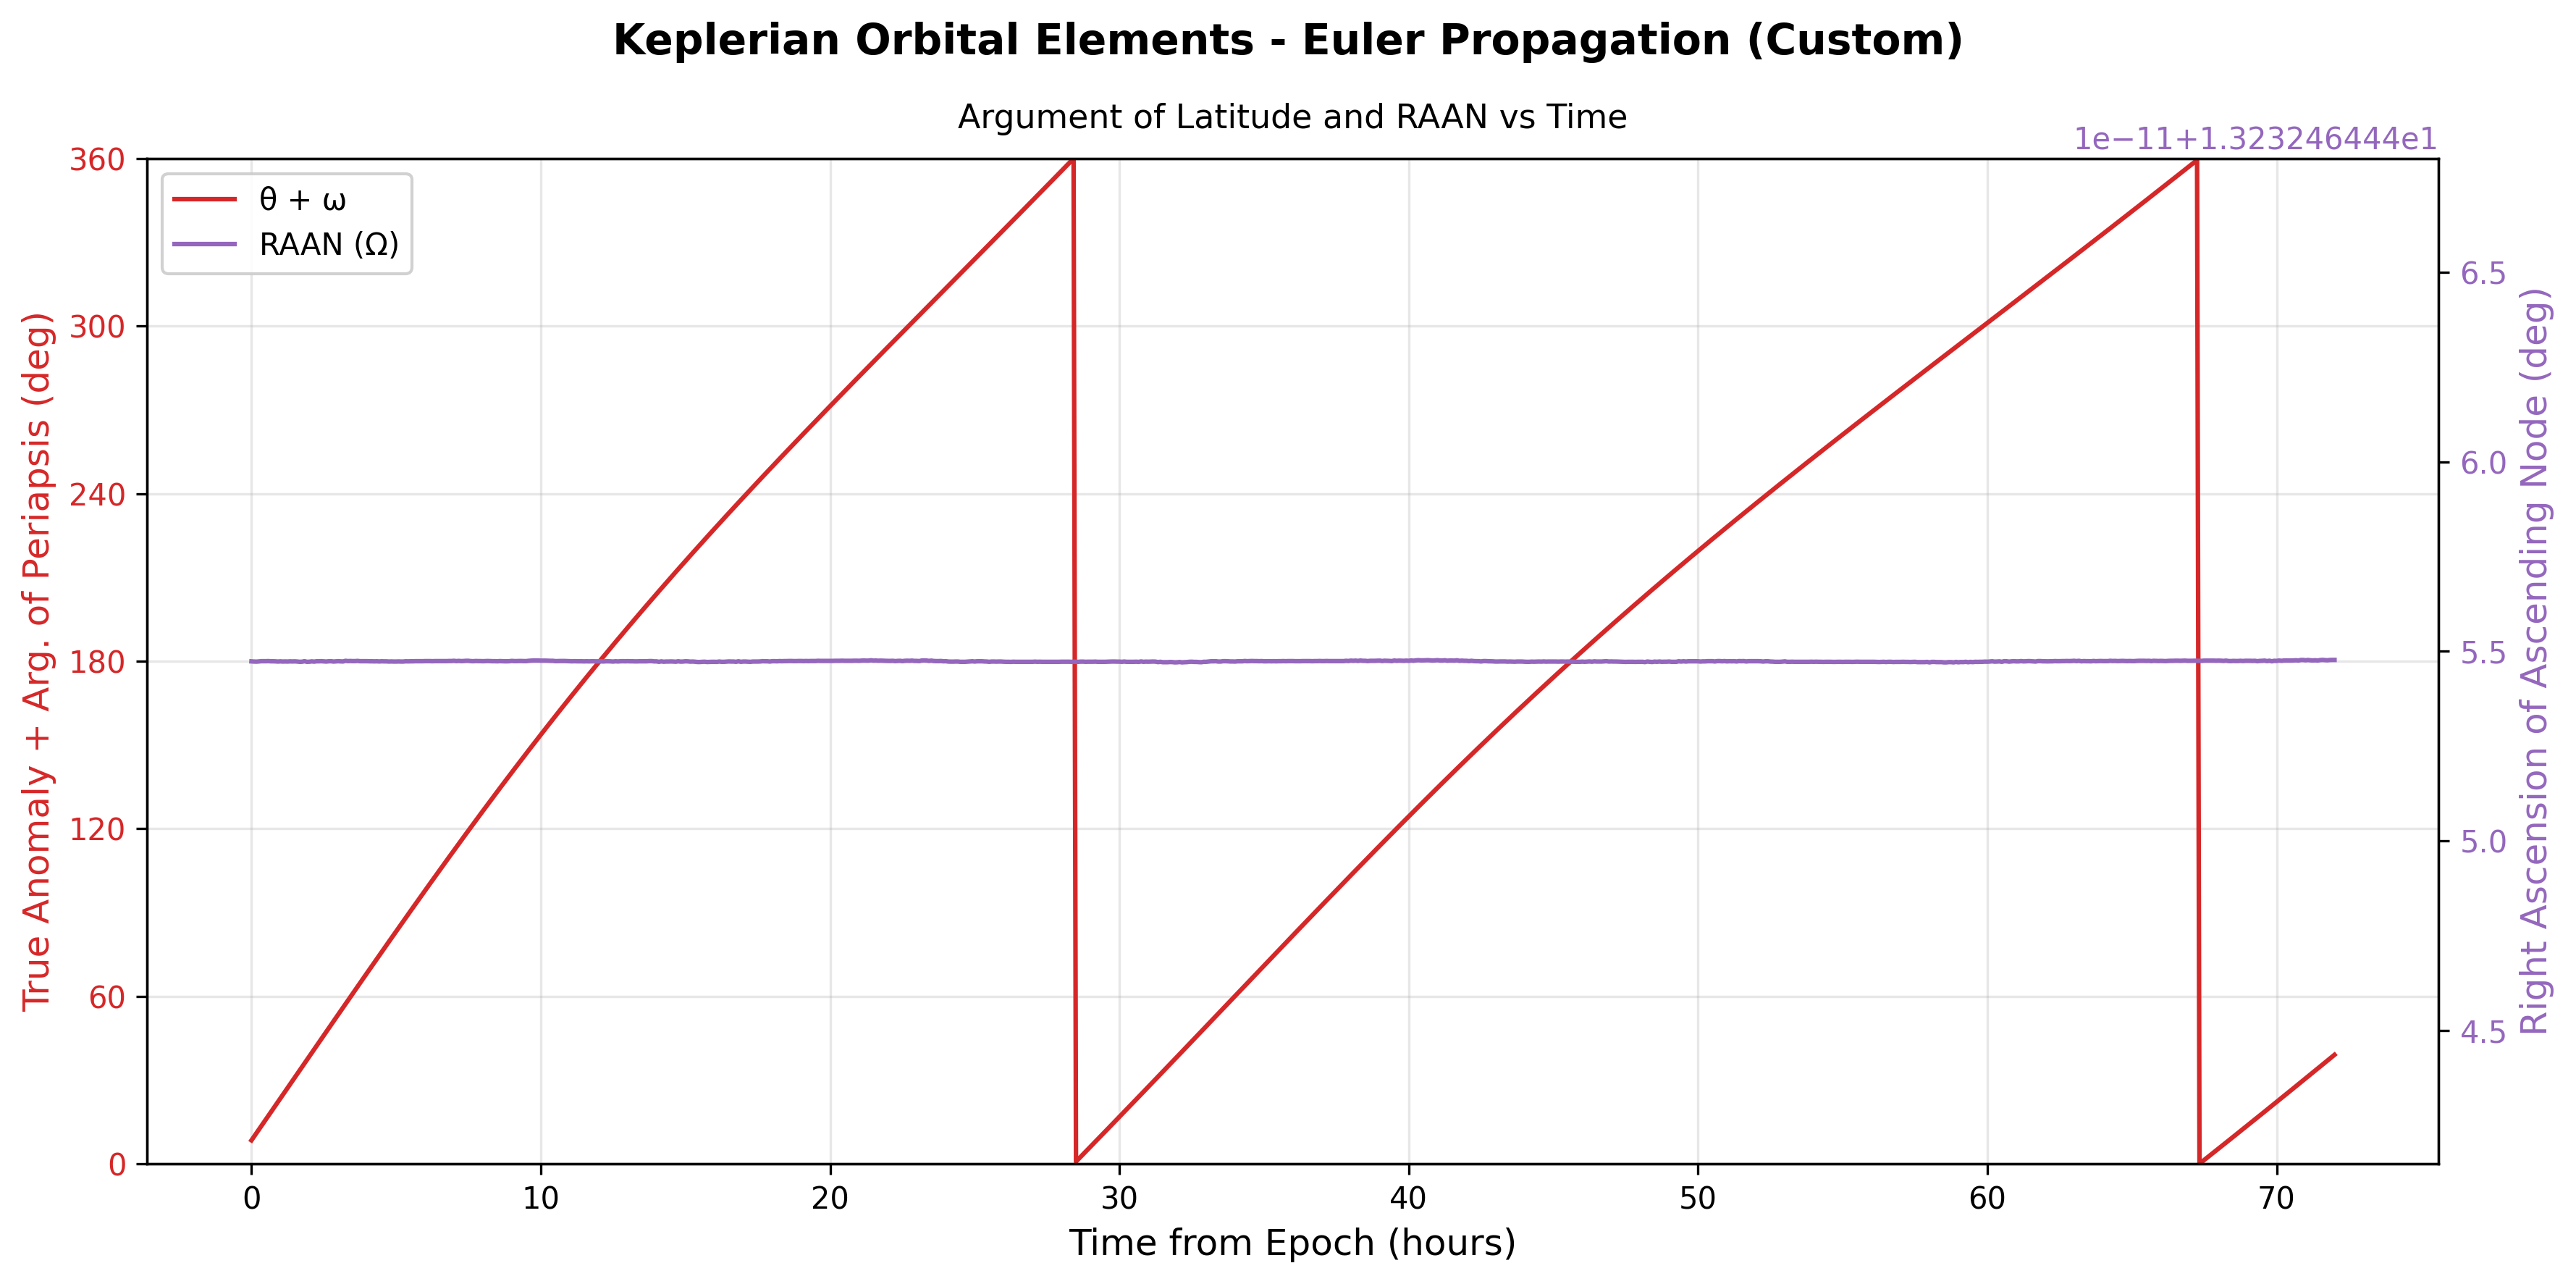 Keplerian Orbital Elements - Euler Propagation (Custom)
Argument of Latitude and RAAN vs Time
1e−11+1.323246444e1
θ + ω
RAAN (Ω)
True Anomaly + Arg. of Periapsis (deg)
360
300
240
180
120
60
0
6.5
6.0
5.5
5.0
4.5
Right Ascension of Ascending Node (deg)
0 10 20 30 40 50 60 70
Time from Epoch (hours)